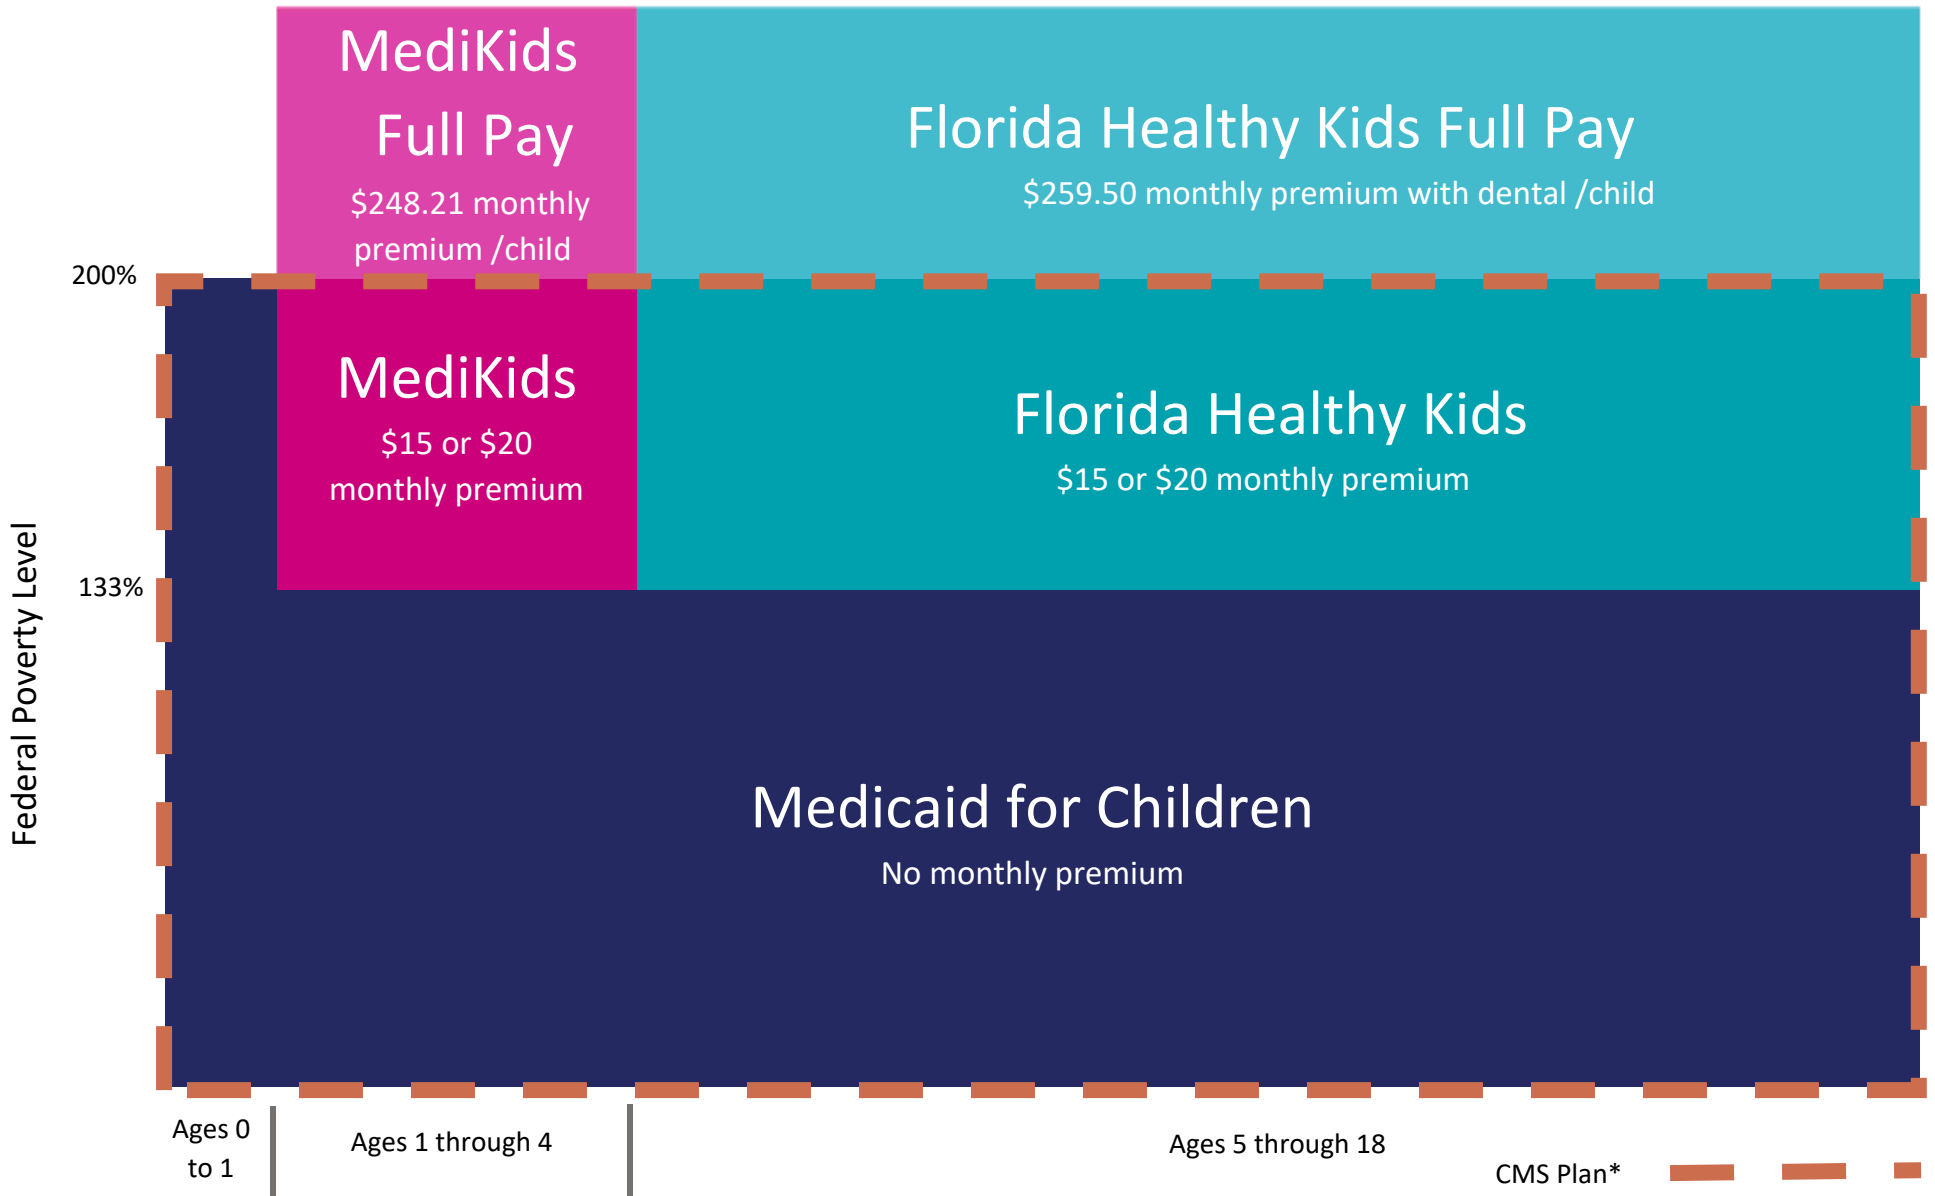 MediKids
Full Pay
$248.21 monthly
premium /child
Florida Healthy Kids Full Pay
$259.50 monthly premium with dental /child
200%
MediKids
$15 or $20
monthly premium
Florida Healthy Kids
$15 or $20 monthly premium
133%
Federal Poverty Level
Medicaid for Children
No monthly premium
Ages 0
to 1
Ages 1 through 4
Ages 5 through 18
CMS Plan*